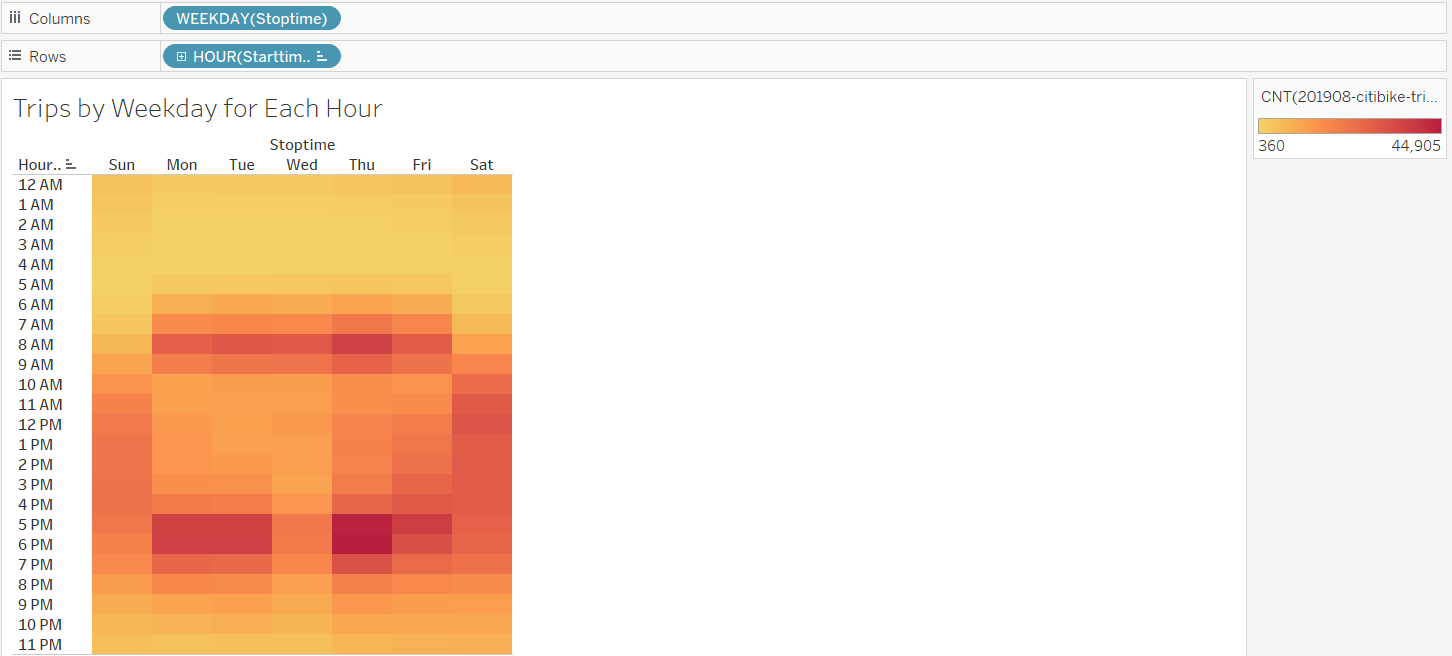 Columns WEEKDAY(Stoptime)
Rows HOUR(Starttim..
Trips by Weekday for Each Hour
CNT(201908-citibike-tri...
360 44,905
Stoptime
Hour.. Sun Mon Tue Wed Thu Fri Sat
12 AM
1 AM
2 AM
3 AM
4 AM
5 AM
6 AM
7 AM
8 AM
9 AM
10 AM
11 AM
12 PM
1 PM
2 PM
3 PM
4 PM
5 PM
6 PM
7 PM
8 PM
9 PM
10 PM
11 PM